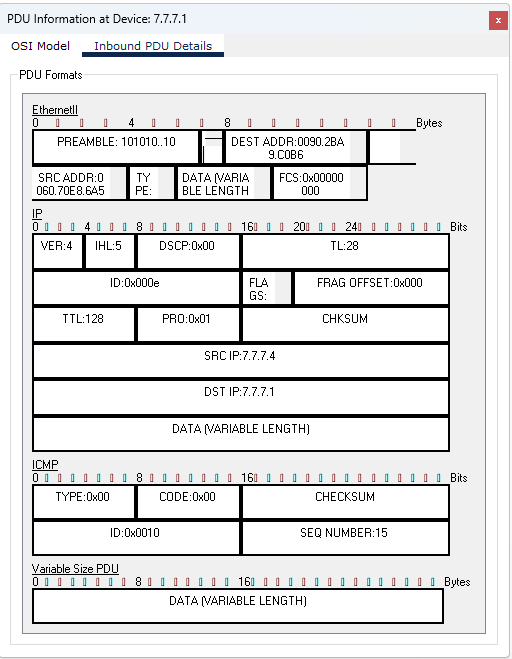 PDU Information at Device: 7.7.7.1
x
OSI Model Inbound PDU Details
PDU Formats
EthernetII
0 4 8 Bytes
PREAMBLE: 101010..10 DEST ADDR:0090.2BA
9.C0B6
SRC ADDR:0 TY DATA (VARIA FCS:0x00000
060.70E8.6A5 PE: BLE LENGTH 000
IP
0 4 8 16 20 24 Bits
VER:4 IHL:5 DSCP:0x00 TL:28
ID:0x000e FLA FRAG OFFSET:0x000
GS:
TTL:128 PRO:0x01 CHKSUM
SRC IP:7.7.7.4
DST IP:7.7.7.1
DATA (VARIABLE LENGTH)
ICMP
0 8 16 Bits
TYPE:0x00 CODE:0x00 CHECKSUM
ID:0x0010 SEQ NUMBER:15
Variable Size PDU
0 8 16 Bytes
DATA (VARIABLE LENGTH)